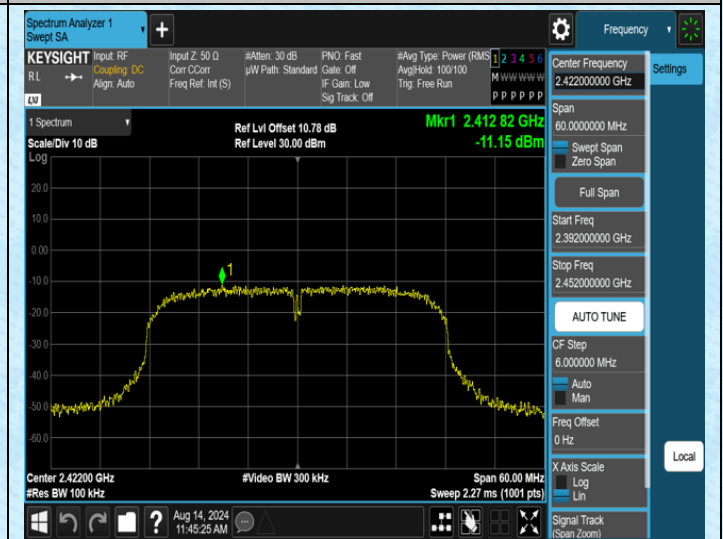 Spectrum Analyzer 1
Swept SA
+
Frequency
KEYSIGHT
RL
Input: RF
Coupling: DC
Align: Auto
Input Z: 50 Ω
Corr CCorr
Freq Ref: Int (S)
#Atten: 30 dB
µW Path: Standard
PNO: Fast
Gate: Off
IF Gain: Low
Sig Track: Off
#Avg Type: Power (RMS
Avg|Hold: 100/100
Trig: Free Run
1 2 3 4 5 6
M W W W W W
P P P P P P
LXI
1 Spectrum
Scale/Div 10 dB
Log
Ref Lvl Offset 10.78 dB
Ref Level 30.00 dBm
Mkr1 2.412 82 GHz
-11.15 dBm
20.0
10.0
0.00
-10.0
-20.0
-30.0
-40.0
-50.0
-60.0
1
Center 2.42200 GHz
#Res BW 100 kHz
#Video BW 300 kHz
Span 60.00 MHz
Sweep 2.27 ms (1001 pts)
?
Aug 14, 2024
11:45:25 AM
Center Frequency
2.422000000 GHz
Span
60.0000000 MHz
Swept Span
Zero Span
Full Span
Start Freq
2.392000000 GHz
Stop Freq
2.452000000 GHz
AUTO TUNE
CF Step
6.000000 MHz
Auto
Man
Freq Offset
0 Hz
X Axis Scale
Log
Lin
Signal Track
(Span Zoom)
Settings
Local